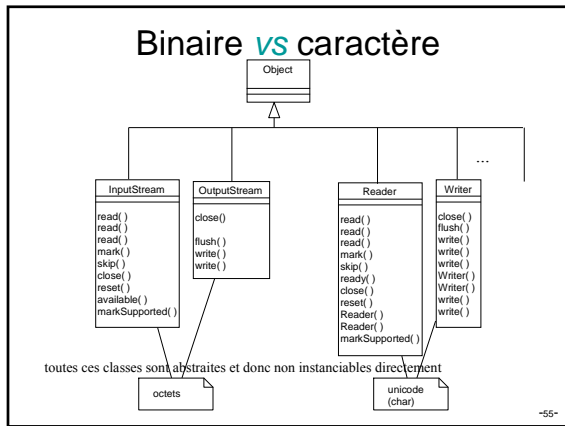 Binaire vs caractère
Object
...
InputStream
read( )
read( )
read( )
mark( )
skip( )
close( )
reset( )
available( )
markSupported( )
OutputStream
close()
flush( )
write( )
write( )
Reader
read( )
read( )
read( )
mark( )
skip( )
ready( )
close( )
reset( )
Reader( )
Reader( )
markSupported( )
Writer
close( )
flush( )
write( )
write( )
write( )
Writer( )
Writer( )
write( )
write( )
toutes ces classes sont abstraites et donc non instanciables directement
octets
unicode
(char)
-55-